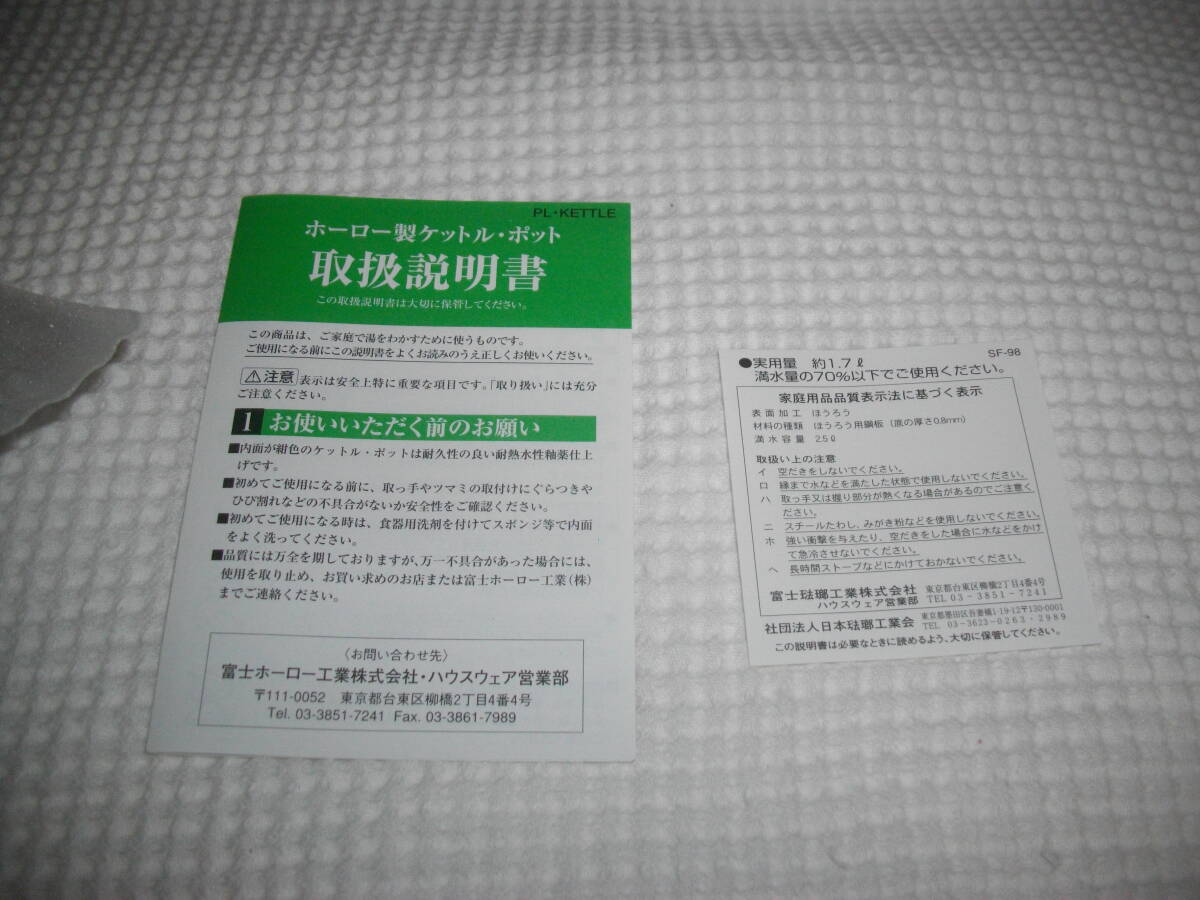 PL・KETTLE
ホーロー製ケットル・ポット
取扱説明書
この取扱説明書は大切に保管してください。
この商品は、ご家庭で湯をわかすために使うものです。
ご使用になる前にこの説明書をよくお読みのうえ正しくお使いください。
⚠注意 表示は安全上特に重要な項目です。「取り扱い」には充分
ご注意ください。
1 お使いいただく前のお願い
■内面が紺色のケットル・ポットは耐久性の良い耐熱水性釉薬仕上
げです。
■初めてご使用になる前に、取っ手やツマミの取付けにぐらつきや
ひび割れなどの不具合がないか安全性をご確認ください。
■初めてご使用になる時は、食器用洗剤を付けてスポンジ等で内面
をよく洗ってください。
■品質には万全を期しておりますが、万一不具合があった場合には、
使用を取り止め、お買い求めのお店または富士ホーロー工業(株)
までご連絡ください。
〈お問い合わせ先〉
富士ホーロー工業株式会社・ハウスウェア営業部
〒111-0052 東京都台東区柳橋2丁目4番4号
Tel. 03-3851-7241 Fax. 03-3861-7989
SF-98
●実用量 約1.7ℓ
満水量の70%以下でご使用ください。
家庭用品品質表示法に基づく表示
表面加工 ほうろう
材料の種類 ほうろう用鋼板(底の厚さ0.8mm)
満水容量 2.5ℓ
取扱い上の注意
イ 空だきをしないでください。
ロ 縁まで水などを満たした状態で使用しないでください。
ハ 取っ手又は握り部分が熱くなる場合があるのでご注意く
ださい。
ニ スチールたわし、みがき粉などを使用しないでください。
ホ 強い衝撃を与えたり、空だきをした場合に水などをかけ
て急冷させないでください。
ヘ 長時間ストーブなどにかけておかないでください。
富士琺瑯工業株式会社 東京都台東区柳橋2丁目4番4号
ハウスウェア営業部 TEL 03-3851-7241
社団法人日本琺瑯工業会 東京都墨田区吾妻橋1-19-12〒130-0001
TEL 03-3623-0263・2989
この説明書は必要なときに読めるよう、大切に保管してください。